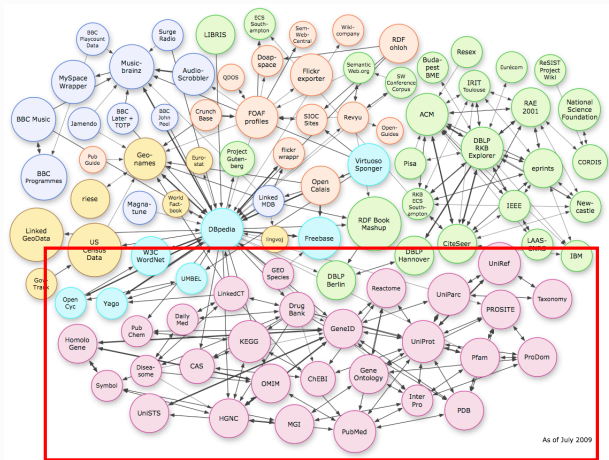 BBC
Playcount
Data
Surge
Radio
LIBRIS
ECS
South-
ampton
Sem-
Web-
Central
Wiki-
company
RDF
ohloh
Music-
brainz
Audio-
Scrobbler
Doap-
space
Flickr
exporter
Semantic
Web.org
Buda-
pest
BME
Resex
Eurécom
ReSIST
Project
Wiki
MySpace
Wrapper
QDOS
SW
Conference
Corpus
IRIT
Toulouse
RAE
2001
National
Science
Foundation
BBC Music
Jamendo
BBC
Later +
TOTP
BBC
John
Peel
Crunch
Base
FOAF
profiles
SIOC
Sites
Revyu
Open-
Guides
ACM
DBLP
RKB
Explorer
BBC
Programmes
Pub
Guide
Geo-
names
Euro-
stat
Project
Guten-
berg
flickr
wrappr
Virtuoso
Sponger
Pisa
eprints
CORDIS
riese
Magna-
tune
World
Fact-
book
Linked
MDB
Open
Calais
RKB
ECS
South-
ampton
IEEE
New-
castle
Linked
GeoData
US
Census
Data
W3C
WordNet
DBpedia
lingvoj
Freebase
RDF Book
Mashup
DBLP
Hannover
CiteSeer
LAAS-
CNRS
IBM
Gov-
Track
Open
Cyc
Yago
UMBEL
LinkedCT
GEO
Species
DBLP
Berlin
Reactome
UniParc
UniRef
Taxonomy
PROSITE
Daily
Med
Drug
Bank
Pub
Chem
Homolo
Gene
KEGG
GeneID
UniProt
Pfam
ProDom
Disea-
some
CAS
ChEBI
Gene
Ontology
Symbol
OMIM
Inter
Pro
PDB
UniSTS
HGNC
MGI
PubMed
As of July 2009